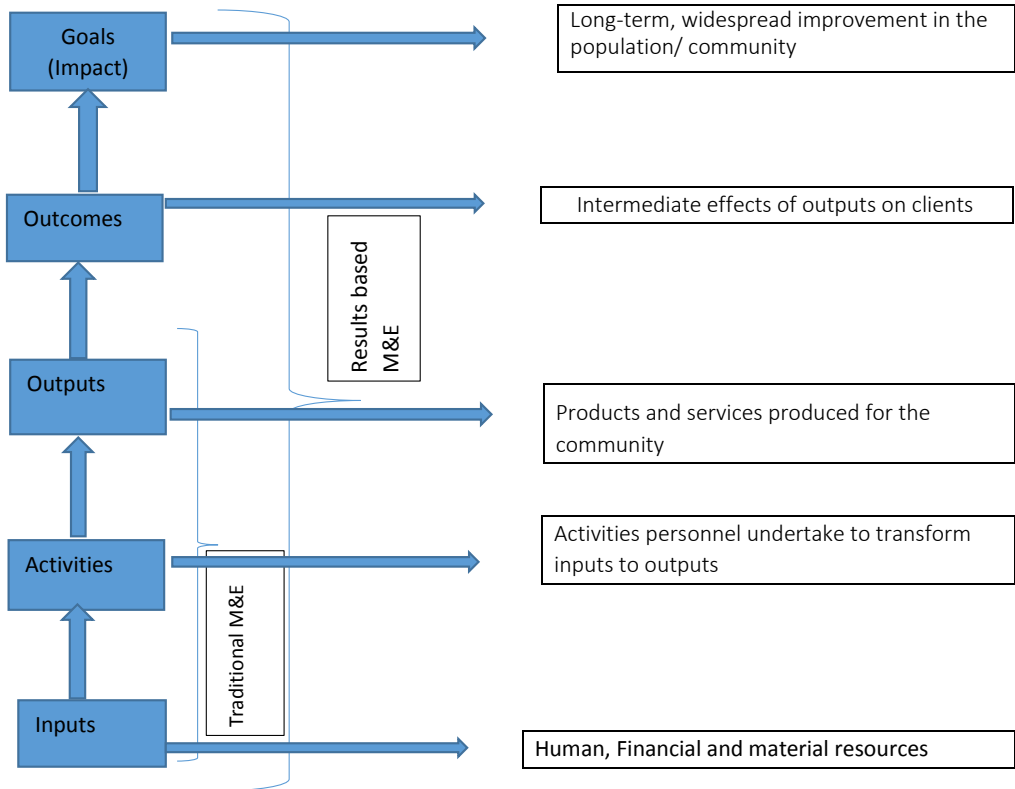 Goals
(Impact)
Long-term, widespread improvement in the
population/ community
Outcomes
Intermediate effects of outputs on clients
Results based
M&E
Outputs
Products and services produced for the
community
Activities
Activities personnel undertake to transform
inputs to outputs
Traditional M&E
Inputs
Human, Financial and material resources